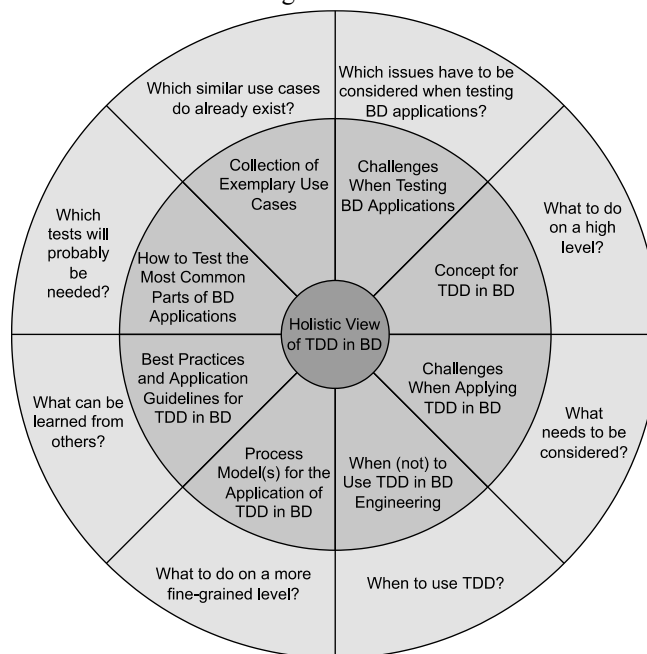 Which similar use cases
do already exist?
Which issues have to be
considered when testing
BD applications?
What to do
on a high
level?
What
needs to be
considered?
When to use TDD?
What to do on a more
fine-grained level?
What can be
learned from
others?
Which
tests will
probably
be
needed?
Collection of
Exemplary Use
Cases
Challenges
When Testing
BD Applications
Concept for
TDD in BD
Challenges
When Applying
TDD in BD
When (not) to
Use TDD in BD
Engineering
Process
Model(s) for the
Application of
TDD in BD
Best Practices
and Application
Guidelines for
TDD in BD
How to Test the
Most Common
Parts of BD
Applications
Holistic View
of TDD in BD